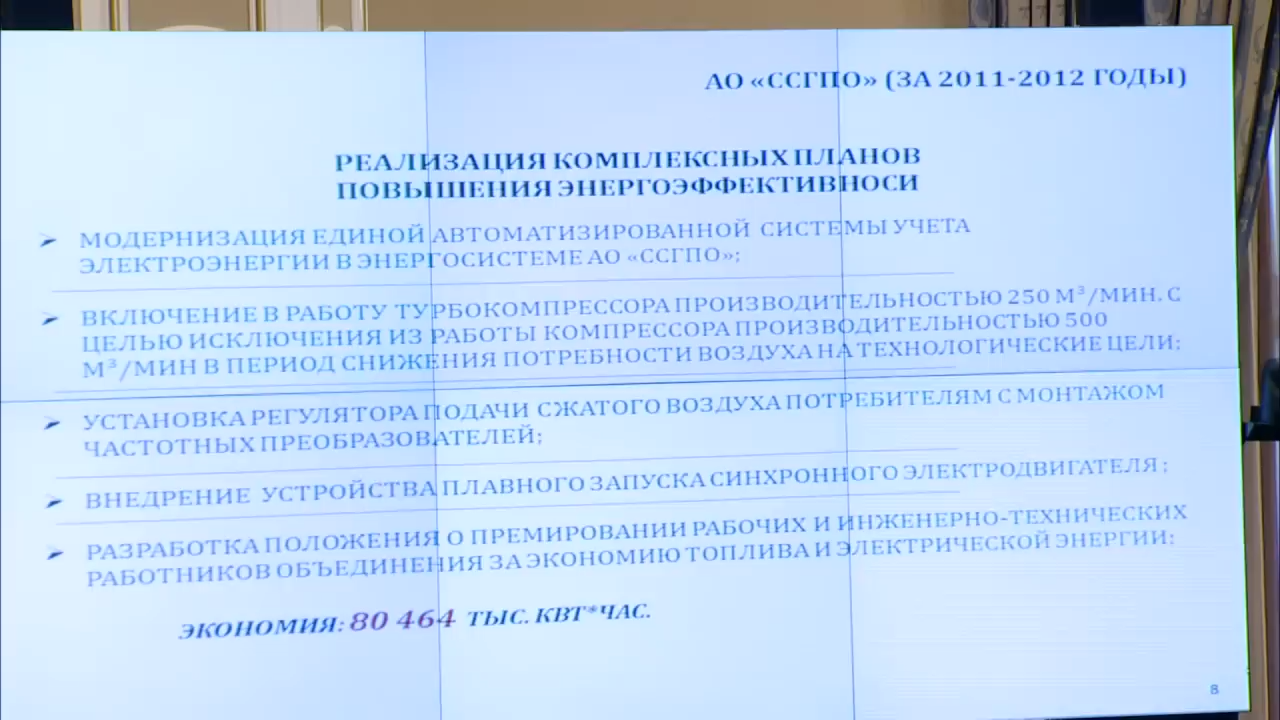 АО «ССГПО» (ЗА 2011-2012 ГОДЫ)
РЕАЛИЗАЦИЯ КОМПЛЕКСНЫХ ПЛАНОВ
ПОВЫШЕНИЯ ЭНЕРГОЭФФЕКТИВНОСИ
➢ МОДЕРНИЗАЦИЯ ЕДИНОЙ АВТОМАТИЗИРОВАННОЙ СИСТЕМЫ УЧЕТА
ЭЛЕКТРОЭНЕРГИИ В ЭНЕРГОСИСТЕМЕ АО «ССГПО»;
➢ ВКЛЮЧЕНИЕ В РАБОТУ ТУРБОКОМПРЕССОРА ПРОИЗВОДИТЕЛЬНОСТЬЮ 250 М³/МИН. С
ЦЕЛЬЮ ИСКЛЮЧЕНИЯ ИЗ РАБОТЫ КОМПРЕССОРА ПРОИЗВОДИТЕЛЬНОСТЬЮ 500
М³/МИН В ПЕРИОД СНИЖЕНИЯ ПОТРЕБНОСТИ ВОЗДУХА НА ТЕХНОЛОГИЧЕСКИЕ ЦЕЛИ;
➢ УСТАНОВКА РЕГУЛЯТОРА ПОДАЧИ СЖАТОГО ВОЗДУХА ПОТРЕБИТЕЛЯМ С МОНТАЖОМ
ЧАСТОТНЫХ ПРЕОБРАЗОВАТЕЛЕЙ;
➢ ВНЕДРЕНИЕ УСТРОЙСТВА ПЛАВНОГО ЗАПУСКА СИНХРОННОГО ЭЛЕКТРОДВИГАТЕЛЯ ;
➢ РАЗРАБОТКА ПОЛОЖЕНИЯ О ПРЕМИРОВАНИИ РАБОЧИХ И ИНЖЕНЕРНО-ТЕХНИЧЕСКИХ
РАБОТНИКОВ ОБЪЕДИНЕНИЯ ЗА ЭКОНОМИЮ ТОПЛИВА И ЭЛЕКТРИЧЕСКОЙ ЭНЕРГИИ;
ЭКОНОМИЯ: 80 464 ТЫС. КВТ*ЧАС.
8